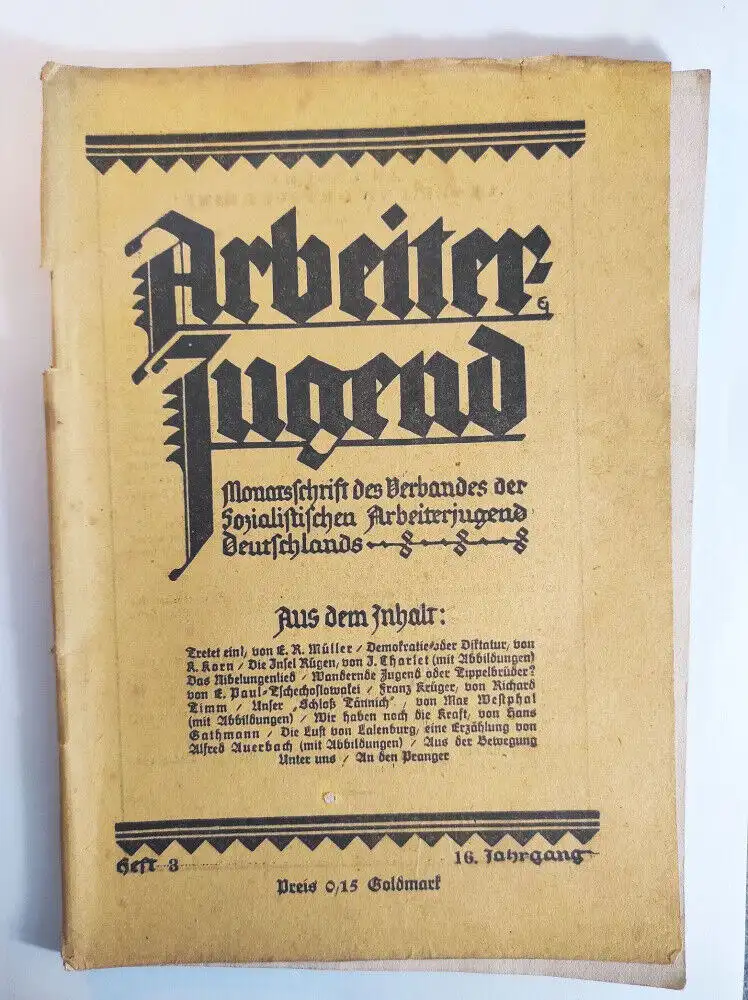 Arbeiter-
Jugend
Monatsschrift des Verbandes der
Sozialistischen Arbeiterjugend
Deutschlands
Aus dem Inhalt:
Tretet ein!, von E. R. Müller / Demokratie oder Diktatur, von
K. Korn / Die Insel Rügen, von J. Charlet (mit Abbildungen)
Das Nibelungenlied / Wandernde Jugend oder Tippelbrüder?
von E. Paul-Tschechoslowakei / Franz Krüger, von Richard
Timm / Unser „Schloß Tännich", von Max Westphal
(mit Abbildungen) / Wir haben noch die Kraft, von Hans
Gathmann / Die Luft von Lalenburg, eine Erzählung von
Alfred Auerbach (mit Abbildungen) / Aus der Bewegung
Unter uns / An den Pranger
Heft 3 16. Jahrgang
Preis 0,15 Goldmark